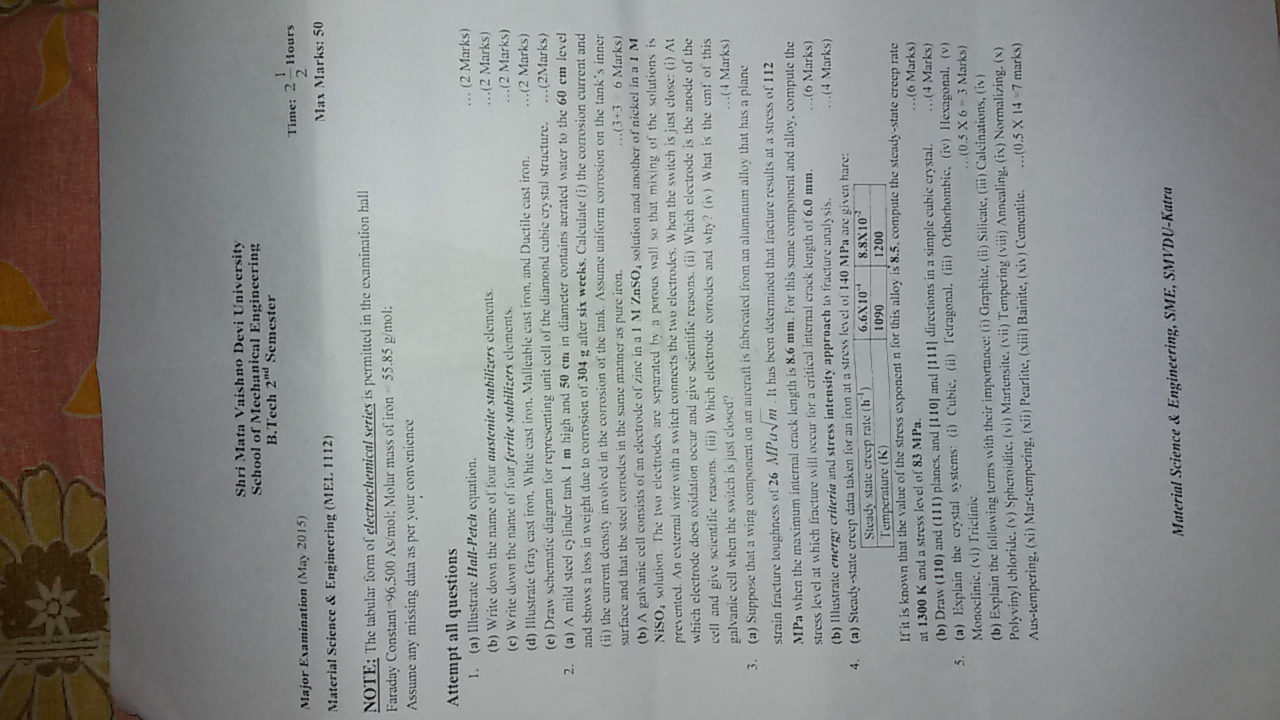 Shri Mata Vaishno Devi University
School of Mechanical Engineering
B.Tech 2nd Semester
Major Examination (May 2015)
Time: 2 1/2 Hours
Material Science & Engineering (MEL 1112)
Max Marks: 50
NOTE: The tabular form of electrochemical series is permitted in the examination hall
Faraday Constant=96,500 As/mol; Molar mass of iron = 55.85 g/mol;
Assume any missing data as per your convenience
Attempt all questions
1. (a) Illustrate Hall-Petch equation. ... (2 Marks)
(b) Write down the name of four austenite stabilizers elements. ...(2 Marks)
(c) Write down the name of four ferrite stabilizers elements. ...(2 Marks)
(d) Illustrate Gray cast iron, White cast iron, Malleable cast iron, and Ductile cast iron. ...(2 Marks)
(e) Draw schematic diagram for representing unit cell of the diamond cubic crystal structure. ...(2Marks)
2. (a) A mild steel cylinder tank 1 m high and 50 cm in diameter contains aerated water to the 60 cm level
and shows a loss in weight due to corrosion of 304 g after six weeks. Calculate (i) the corrosion current and
(ii) the current density involved in the corrosion of the tank. Assume uniform corrosion on the tank's inner
surface and that the steel corrodes in the same manner as pure iron. ...(3+3 6 Marks)
(b) A galvanic cell consists of an electrode of zinc in a 1 M ZnSO4 solution and another of nickel in a 1 M
NiSO4 solution. The two electrodes are separated by a porous wall so that mixing of the solutions is
prevented. An external wire with a switch connects the two electrodes. When the switch is just close: (i) At
which electrode does oxidation occur and give scientific reasons. (ii) Which electrode is the anode of the
cell and give scientific reasons. (iii) Which electrode corrodes and why? (iv) What is the emf of this
galvanic cell when the switch is just closed? ...(4 Marks)
3. (a) Suppose that a wing component on an aircraft is fabricated from an aluminum alloy that has a plane
strain fracture toughness of 26 MPa√m . It has been determined that fracture results at a stress of 112
MPa when the maximum internal crack length is 8.6 mm. For this same component and alloy, compute the
stress level at which fracture will occur for a critical internal crack length of 6.0 mm. ...(6 Marks)
(b) Illustrate energy criteria and stress intensity approach to fracture analysis. ...(4 Marks)
4. (a) Steady-state creep data taken for an iron at a stress level of 140 MPa are given hare:
Steady state creep rate (h-1) 6.6X10-4 8.8X10-2
Temperature (K) 1090 1200
If it is known that the value of the stress exponent n for this alloy is 8.5, compute the steady-state creep rate
at 1300 K and a stress level of 83 MPa. ...(6 Marks)
(b) Draw (110) and (111) planes, and [110] and [111] directions in a simple cubic crystal. ...(4 Marks)
5. (a) Explain the crystal systems: (i) Cubic, (ii) Tetragonal, (iii) Orthorhombic, (iv) Hexagonal, (v)
Monoclinic, (vi) Triclinic ...(0.5 X 6 = 3 Marks)
(b) Explain the following terms with their importance: (i) Graphite, (ii) Silicate, (iii) Calcinations, (iv)
Polyvinyl chloride, (v) Spheroidite, (vi) Martensite, (vii) Tempering (viii) Annealing, (ix) Normalizing, (x)
Aus-tempering, (xi) Mar-tempering, (xii) Pearlite, (xiii) Bainite, (xiv) Cementite. ...(0.5 X 14 =7 marks)
Material Science & Engineering, SME, SMVDU-Katra